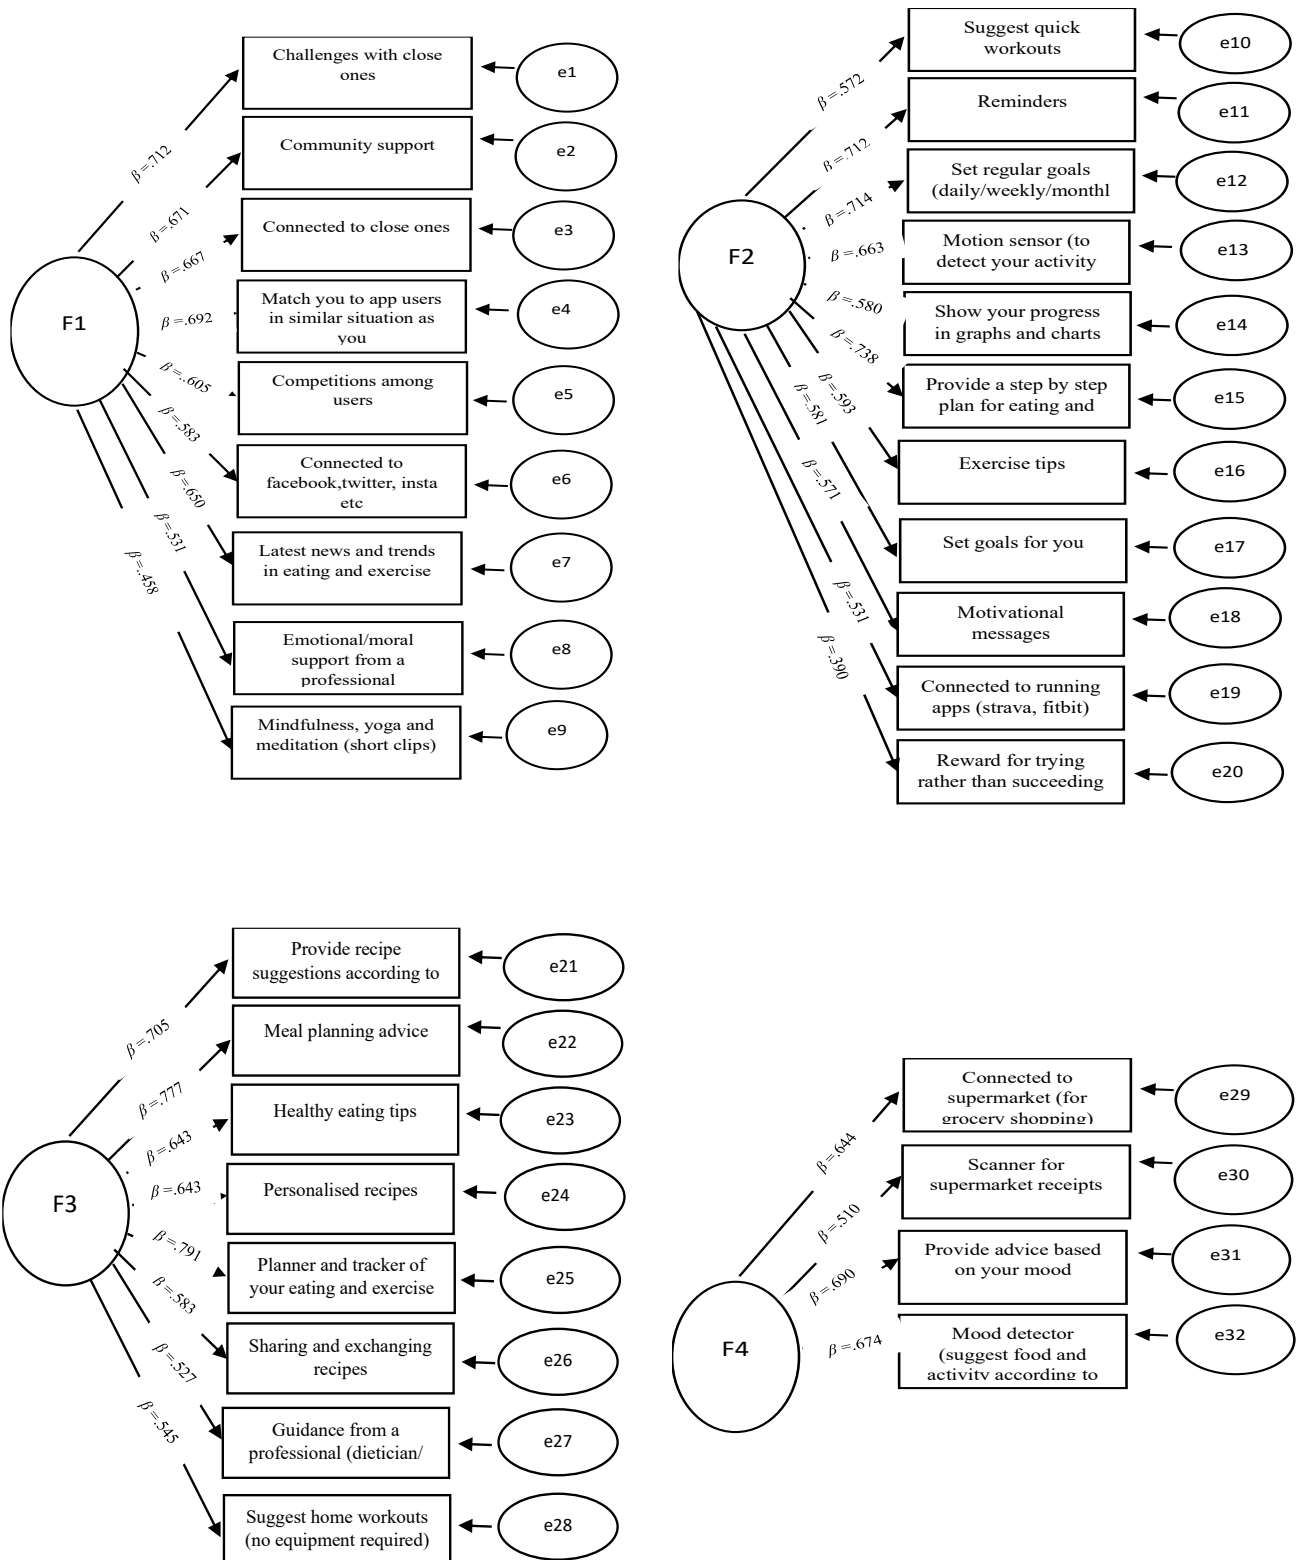 Challenges with close
ones
e1
β=.712
Community support
e2
β=.671
Connected to close ones
e3
β=.667
F1
Match you to app users
in similar situation as
you
e4
β=.692
Competitions among
users
e5
β=.605
Connected to
facebook,twitter, insta
etc
e6
β=.583
Latest news and trends
in eating and exercise
e7
β=.650
Emotional/moral
support from a
professional
e8
β=.531
Mindfulness, yoga and
meditation (short clips)
e9
β=.458
Suggest quick
workouts
e10
β=.572
Reminders
e11
β=.712
Set regular goals
(daily/weekly/monthl
e12
β=.714
F2
Motion sensor (to
detect your activity
e13
β=.663
Show your progress
in graphs and charts
e14
β=.580
Provide a step by step
plan for eating and
e15
β=.738
Exercise tips
e16
β=.593
Set goals for you
e17
β=.581
Motivational
messages
e18
β=.571
Connected to running
apps (strava, fitbit)
e19
β=.531
Reward for trying
rather than succeeding
e20
β=.390
Provide recipe
suggestions according to
e21
β=.705
Meal planning advice
e22
β=.777
Healthy eating tips
e23
β=.643
F3
Personalised recipes
e24
β=.643
Planner and tracker of
your eating and exercise
e25
β=.791
Sharing and exchanging
recipes
e26
β=.583
Guidance from a
professional (dietician/
e27
β=.527
Suggest home workouts
(no equipment required)
e28
β=.545
Connected to
supermarket (for
grocery shopping)
e29
β=.644
Scanner for
supermarket receipts
e30
β=.510
Provide advice based
on your mood
e31
β=.690
F4
Mood detector
(suggest food and
activity according to
e32
β=.674